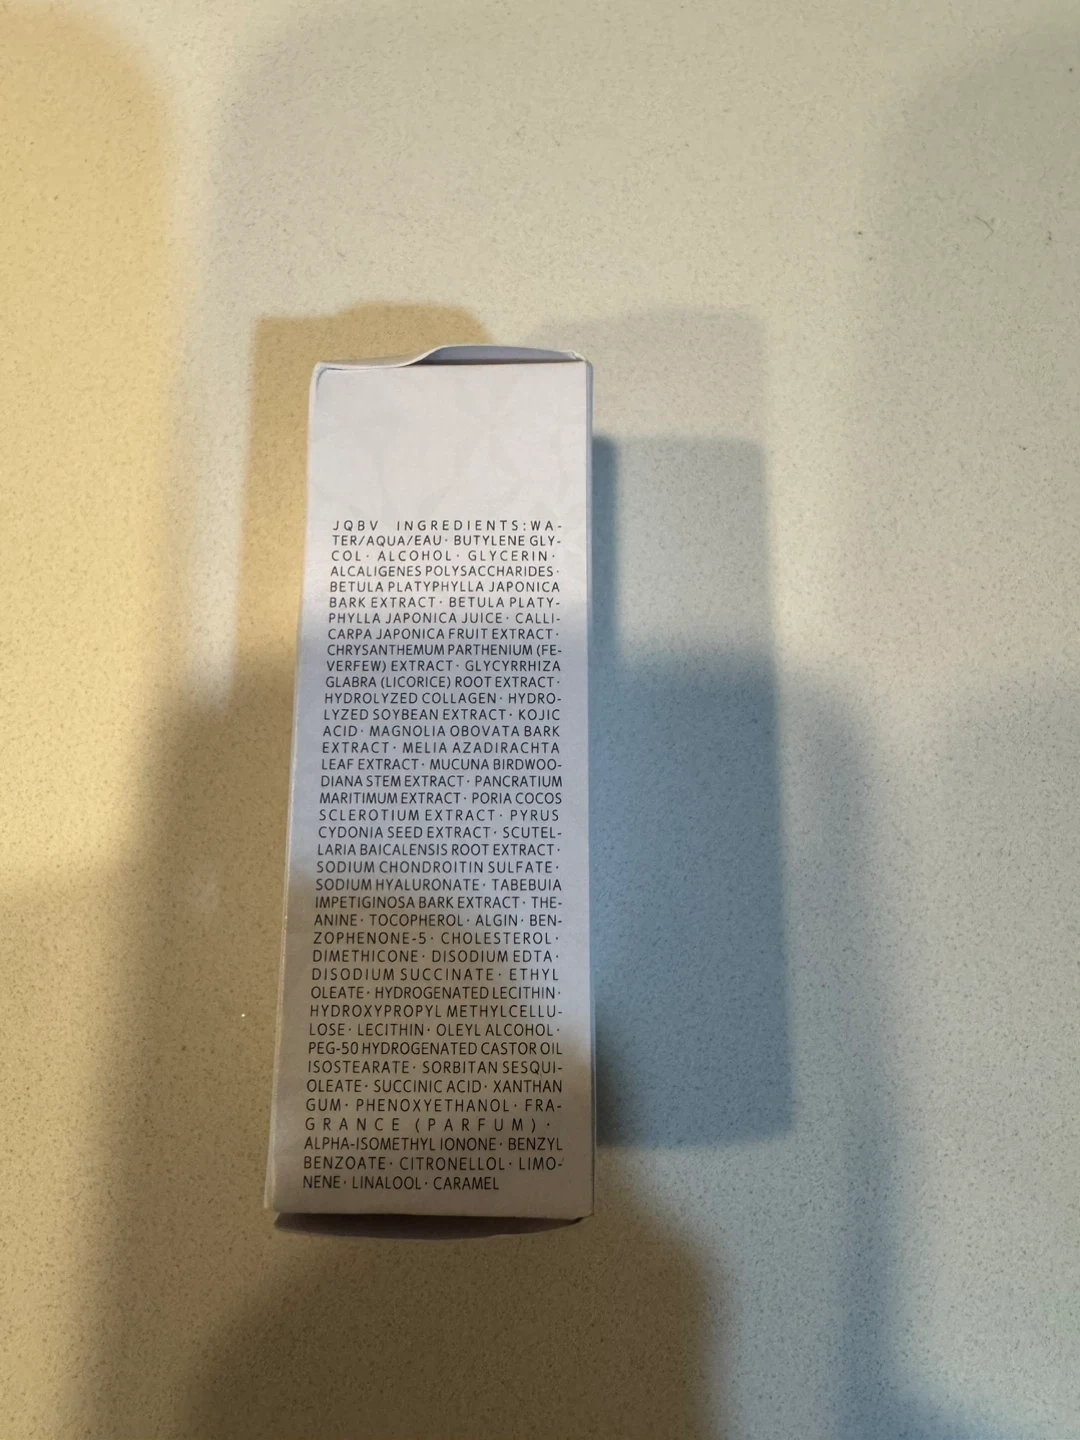 JQBV INGREDIENTS:WA-
TER/AQUA/EAU· BUTYLENE GLY-
COL· ALCOHOL· GLYCERIN·
ALCALIGENES POLYSACCHARIDES·
BETULA PLATYPHYLLA JAPONICA
BARK EXTRACT· BETULA PLATY-
PHYLLA JAPONICA JUICE· CALLI-
CARPA JAPONICA FRUIT EXTRACT·
CHRYSANTHEMUM PARTHENIUM (FE-
VERFEW) EXTRACT· GLYCYRRHIZA
GLABRA (LICORICE) ROOT EXTRACT·
HYDROLYZED COLLAGEN· HYDRO-
LYZED SOYBEAN EXTRACT· KOJIC
ACID· MAGNOLIA OBOVATA BARK
EXTRACT· MELIA AZADIRACHTA
LEAF EXTRACT· MUCUNA BIRDWOO-
DIANA STEM EXTRACT· PANCRATIUM
MARITIMUM EXTRACT· PORIA COCOS
SCLEROTIUM EXTRACT· PYRUS
CYDONIA SEED EXTRACT· SCUTEL-
LARIA BAICALENSIS ROOT EXTRACT·
SODIUM CHONDROITIN SULFATE·
SODIUM HYALURONATE· TABEBUIA
IMPETIGINOSA BARK EXTRACT· THE-
ANINE· TOCOPHEROL· ALGIN· BEN-
ZOPHENONE-5· CHOLESTEROL·
DIMETHICONE· DISODIUM EDTA·
DISODIUM SUCCINATE· ETHYL
OLEATE· HYDROGENATED LECITHIN·
HYDROXYPROPYL METHYLCELLU-
LOSE· LECITHIN· OLEYL ALCOHOL·
PEG-50 HYDROGENATED CASTOR OIL
ISOSTEARATE· SORBITAN SESQUI-
OLEATE· SUCCINIC ACID· XANTHAN
GUM· PHENOXYETHANOL· FRA-
GRANCE (PARFUM)·
ALPHA-ISOMETHYL IONONE· BENZYL
BENZOATE· CITRONELLOL· LIMO-
NENE· LINALOOL· CARAMEL